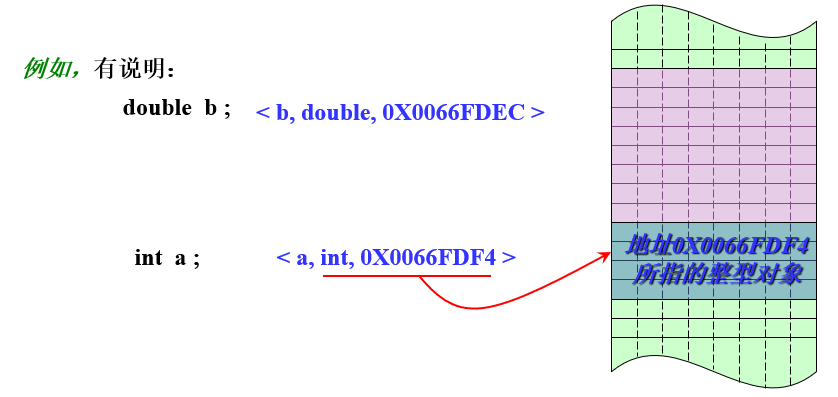 例如，有说明：
double b ; < b, double, 0X0066FDEC >
int a ; < a, int, 0X0066FDF4 >
地址0X0066FDF4
所指的整型对象